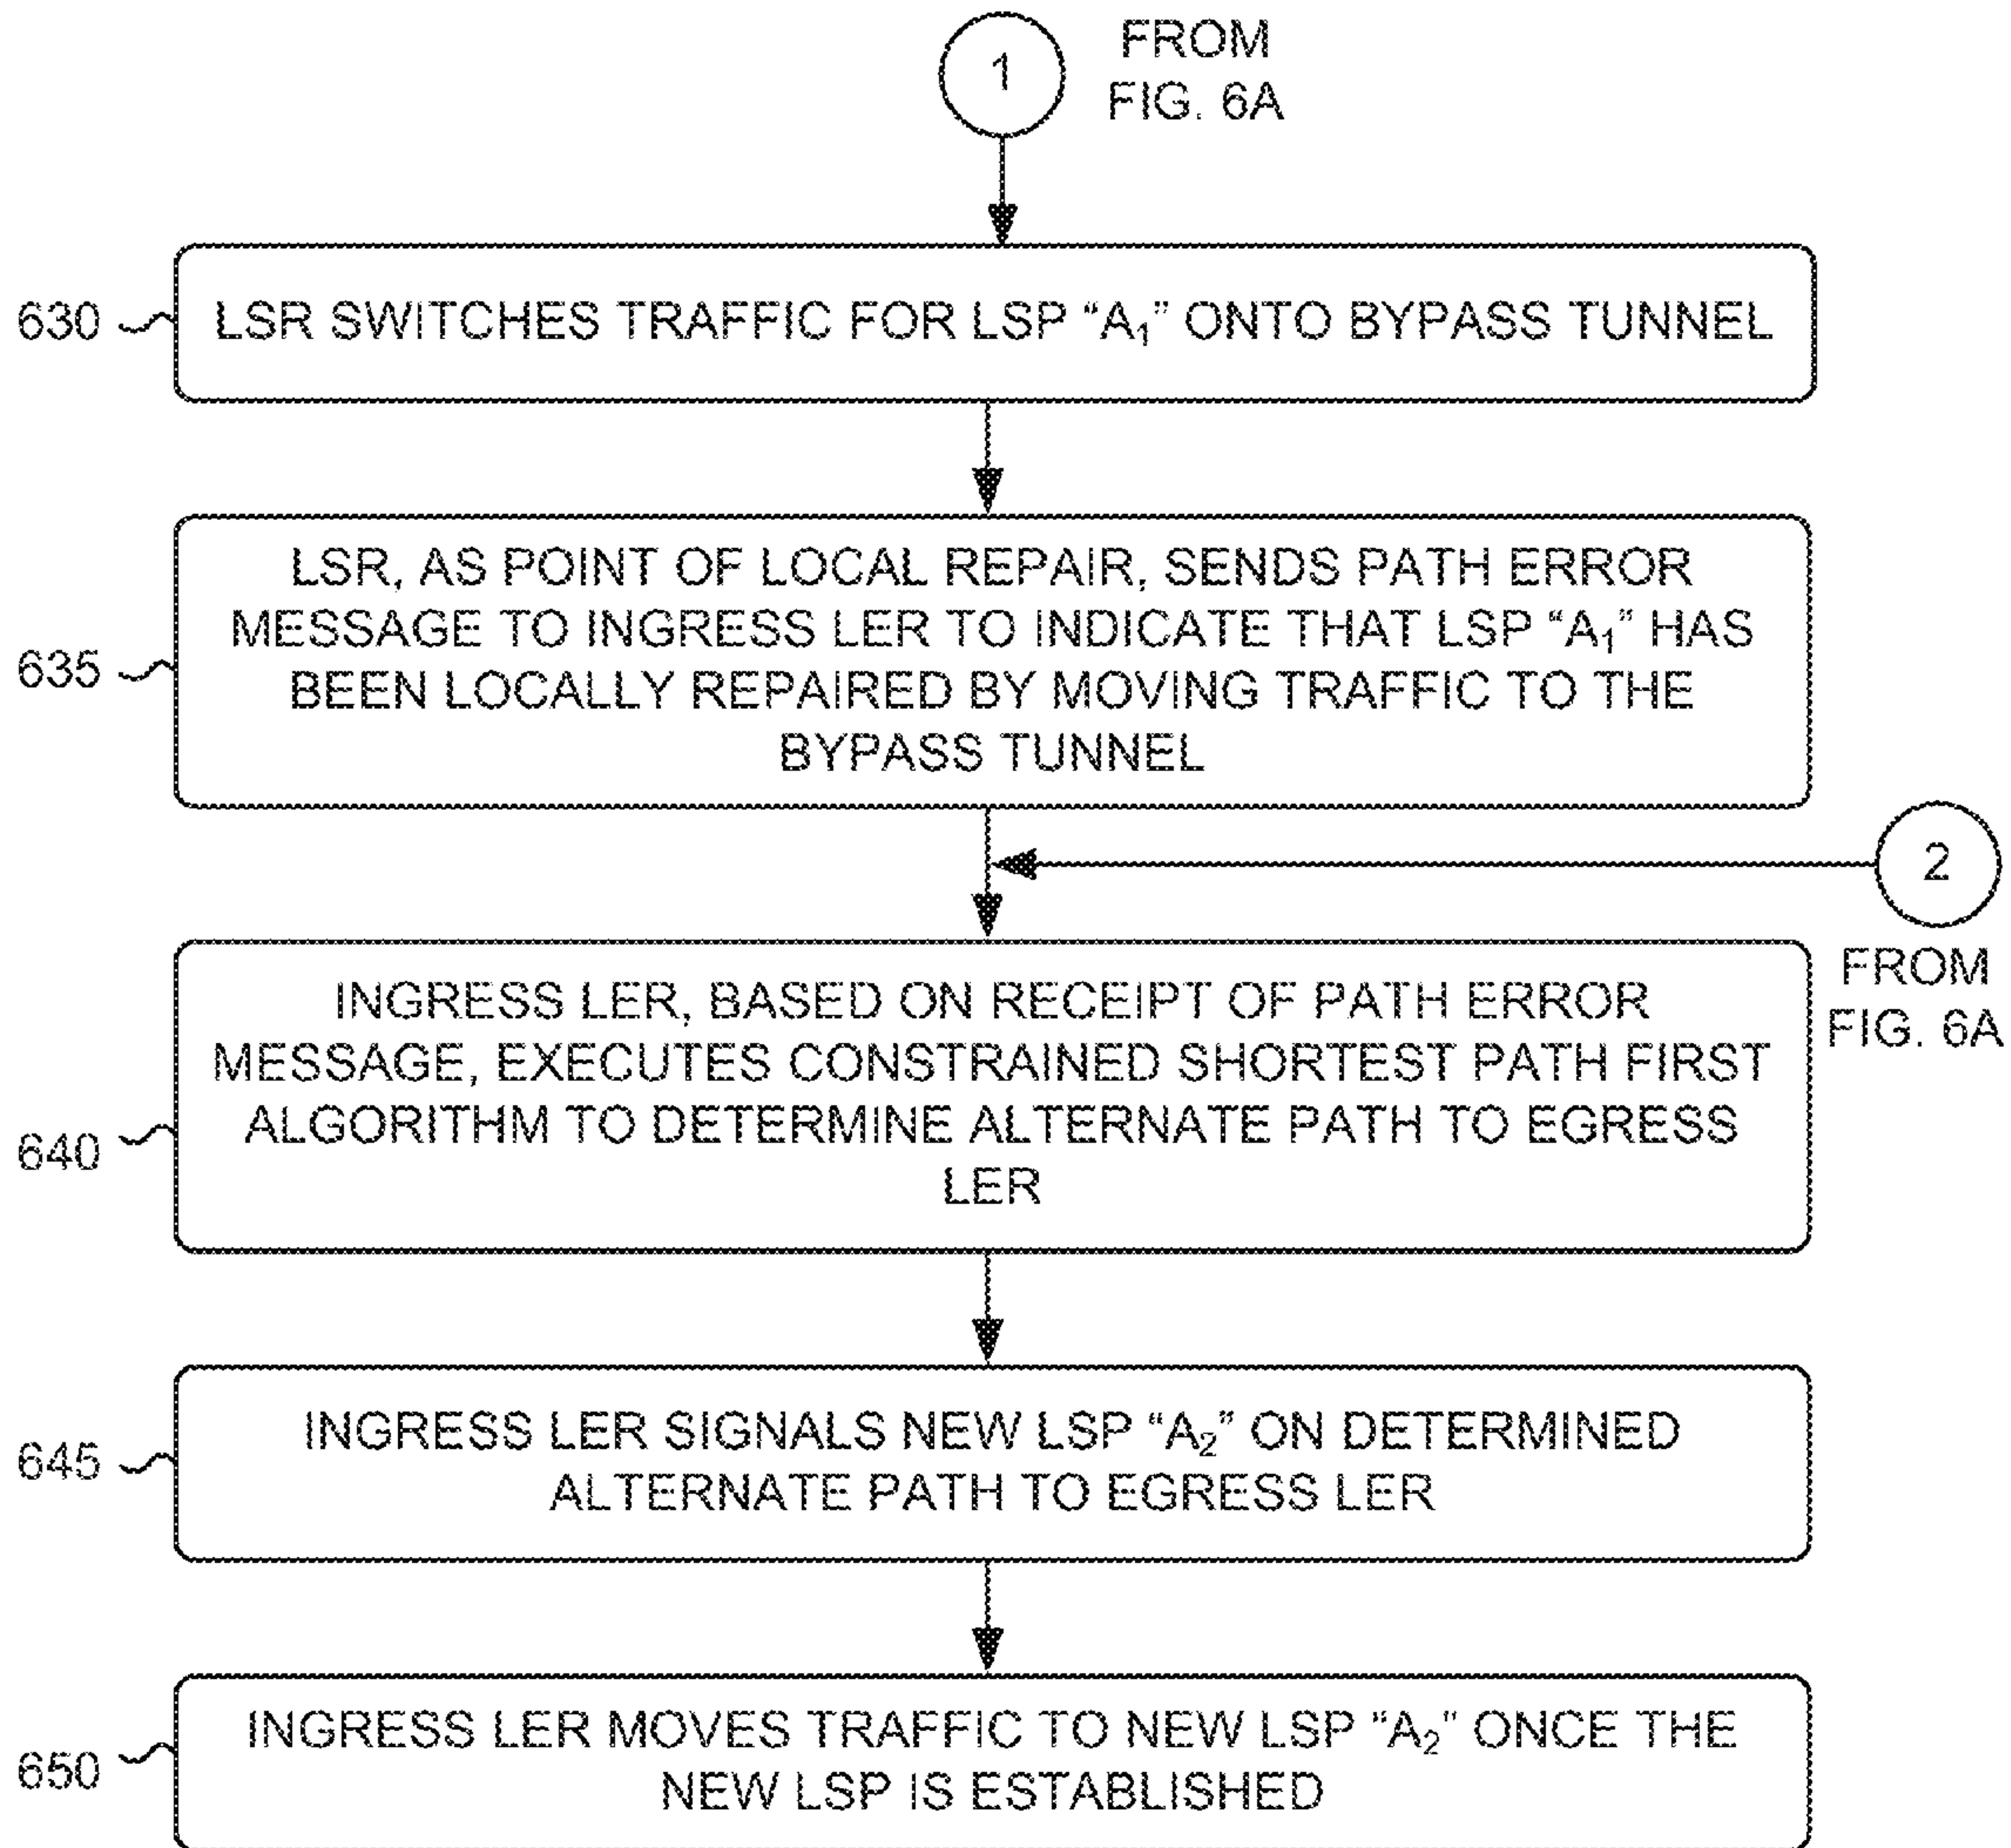 1
FROM
FIG. 6A
630
LSR SWITCHES TRAFFIC FOR LSP “A₁” ONTO BYPASS TUNNEL
635
LSR, AS POINT OF LOCAL REPAIR, SENDS PATH ERROR
MESSAGE TO INGRESS LER TO INDICATE THAT LSP “A₁” HAS
BEEN LOCALLY REPAIRED BY MOVING TRAFFIC TO THE
BYPASS TUNNEL
2
FROM
FIG. 6A
640
INGRESS LER, BASED ON RECEIPT OF PATH ERROR
MESSAGE, EXECUTES CONSTRAINED SHORTEST PATH FIRST
ALGORITHM TO DETERMINE ALTERNATE PATH TO EGRESS
LER
645
INGRESS LER SIGNALS NEW LSP “A₂” ON DETERMINED
ALTERNATE PATH TO EGRESS LER
650
INGRESS LER MOVES TRAFFIC TO NEW LSP “A₂” ONCE THE
NEW LSP IS ESTABLISHED